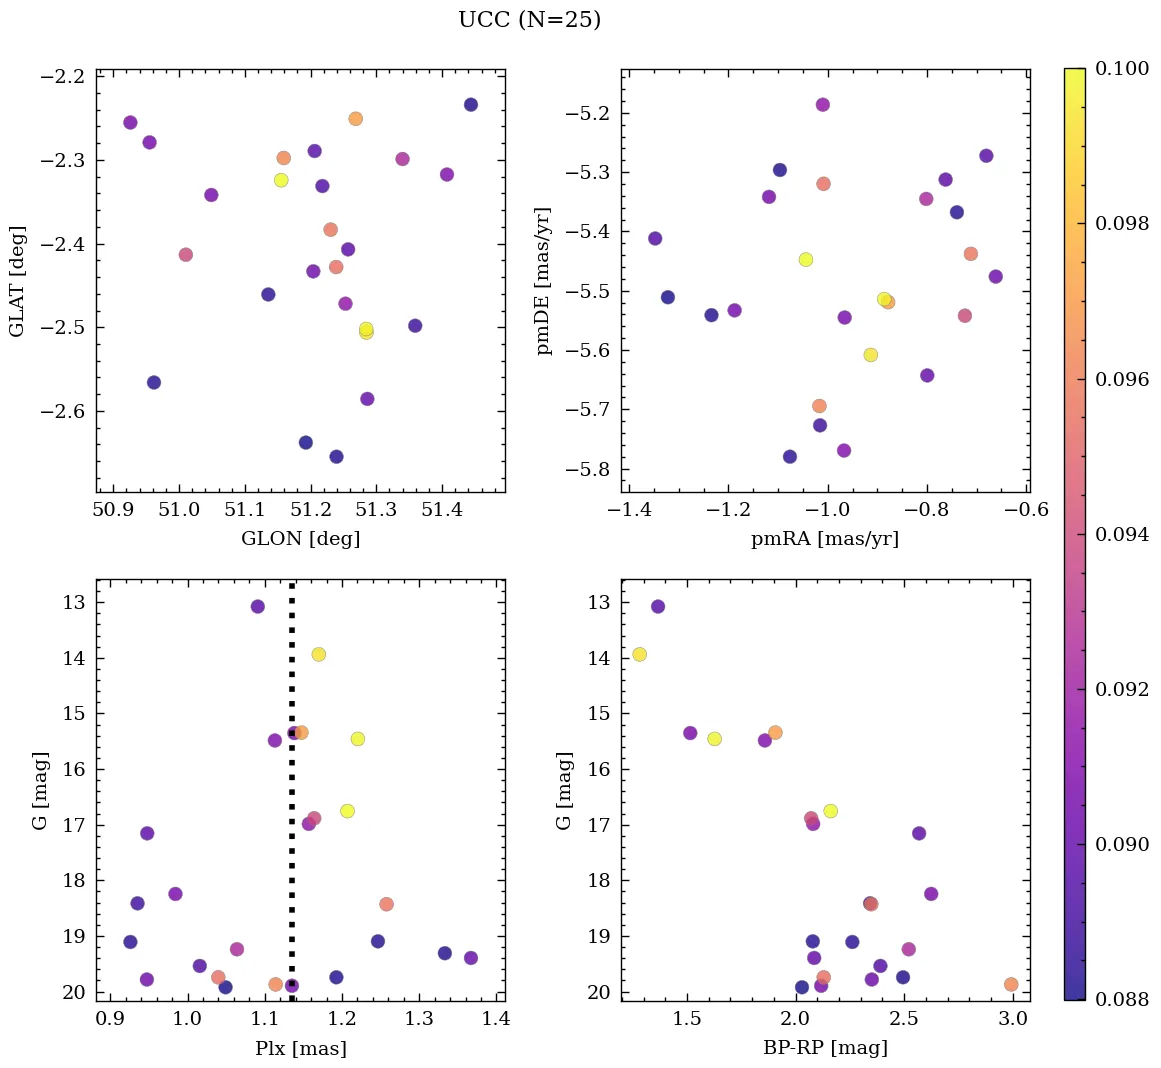 UCC (N=25)
−2.2
−2.3
−2.4
−2.5
−2.6
GLAT [deg]
50.9 51.0 51.1 51.2 51.3 51.4
GLON [deg]
−5.2
−5.3
−5.4
−5.5
−5.6
−5.7
−5.8
pmDE [mas/yr]
−1.4 −1.2 −1.0 −0.8 −0.6
pmRA [mas/yr]
0.100
0.098
0.096
0.094
0.092
0.090
0.088
13
14
15
16
17
18
19
20
G [mag]
0.9 1.0 1.1 1.2 1.3 1.4
Plx [mas]
13
14
15
16
17
18
19
20
G [mag]
1.5 2.0 2.5 3.0
BP-RP [mag]